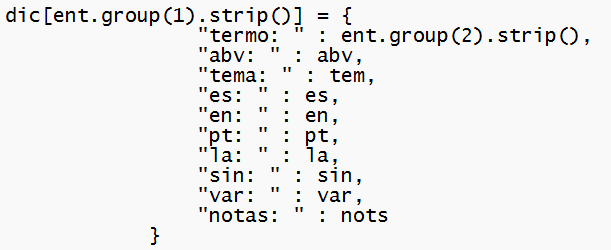 dic[ent.group(1).strip()] = {
"termo: " : ent.group(2).strip(),
"abv: " : abv,
"tema: " : tem,
"es: " : es,
"en: " : en,
"pt: " : pt,
"la: " : la,
"sin: " : sin,
"var: " : var,
"notas: " : nots
}